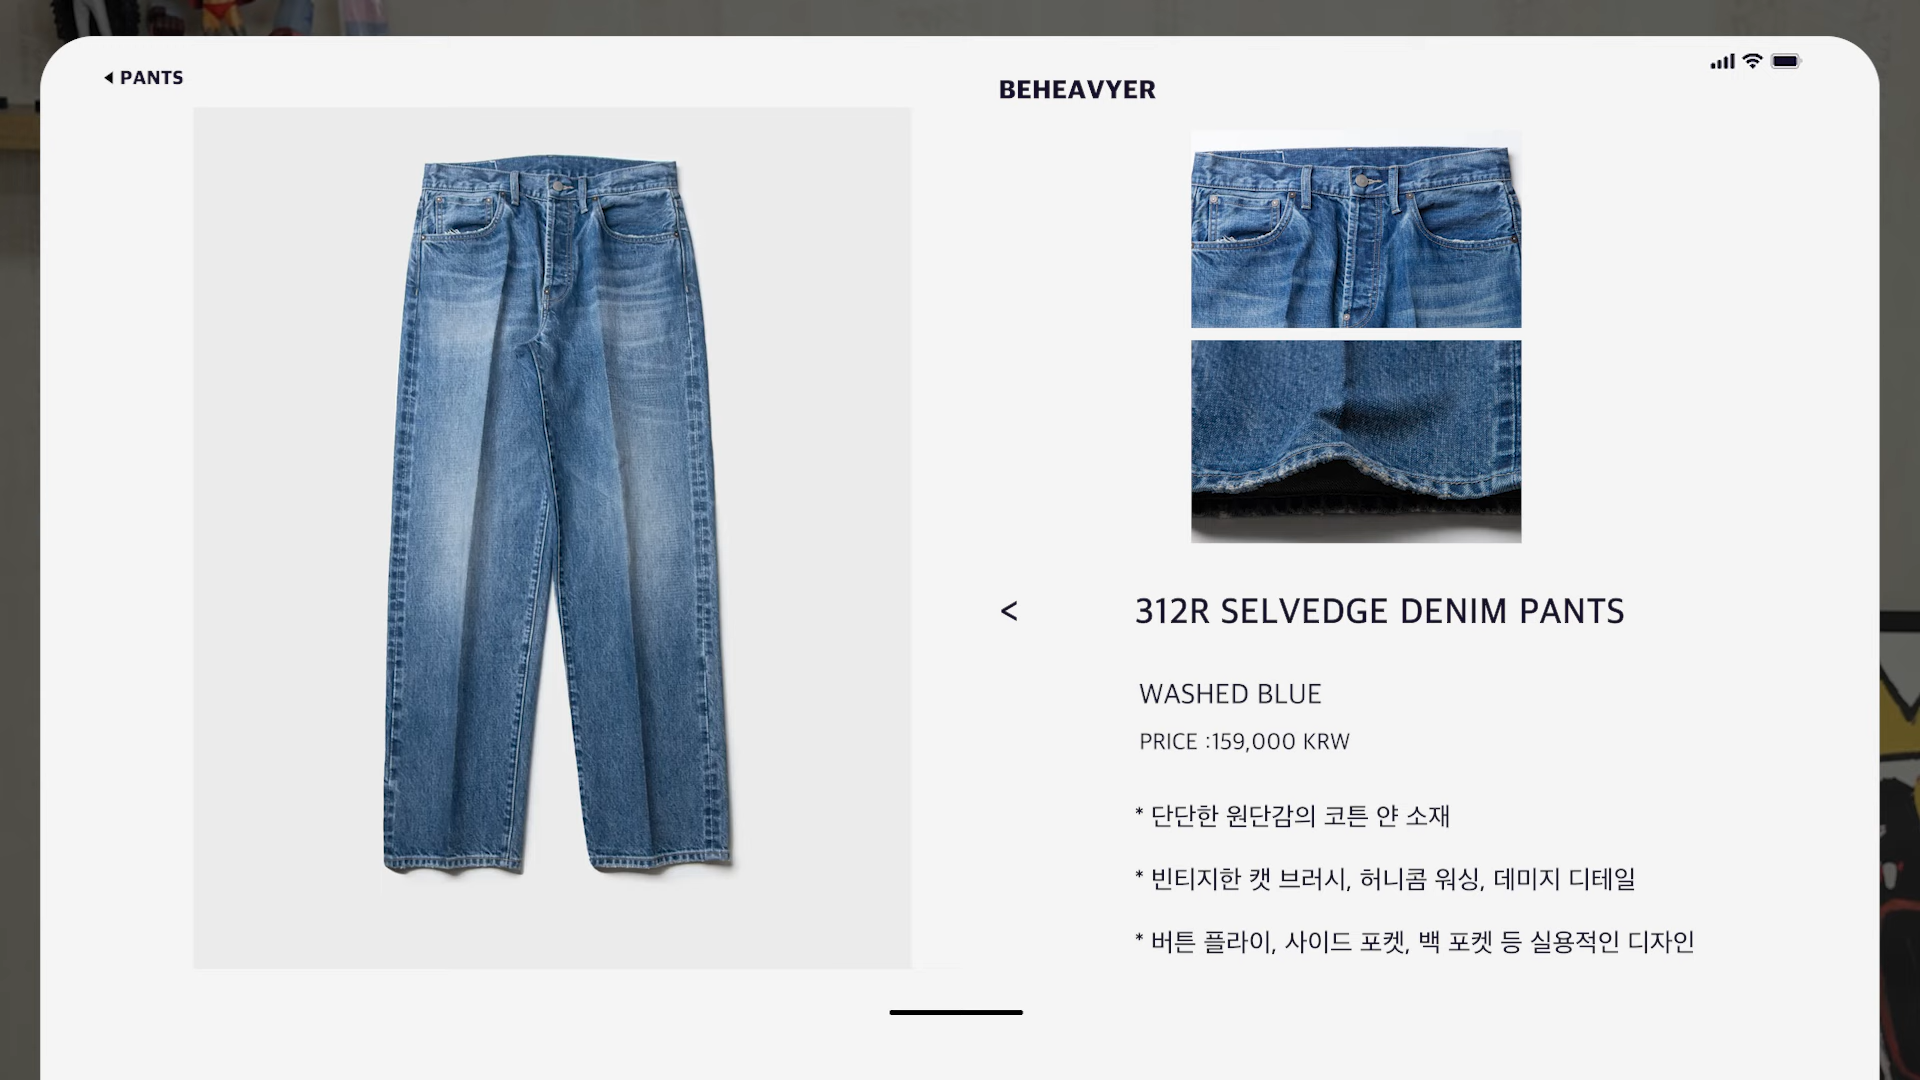 PANTS
BEHEAVYER
< 312R SELVEDGE DENIM PANTS
WASHED BLUE
PRICE :159,000 KRW
* 단단한 원단감의 코튼 얀 소재
* 빈티지한 캣 브러시, 허니콤 워싱, 데미지 디테일
* 버튼 플라이, 사이드 포켓, 백 포켓 등 실용적인 디자인